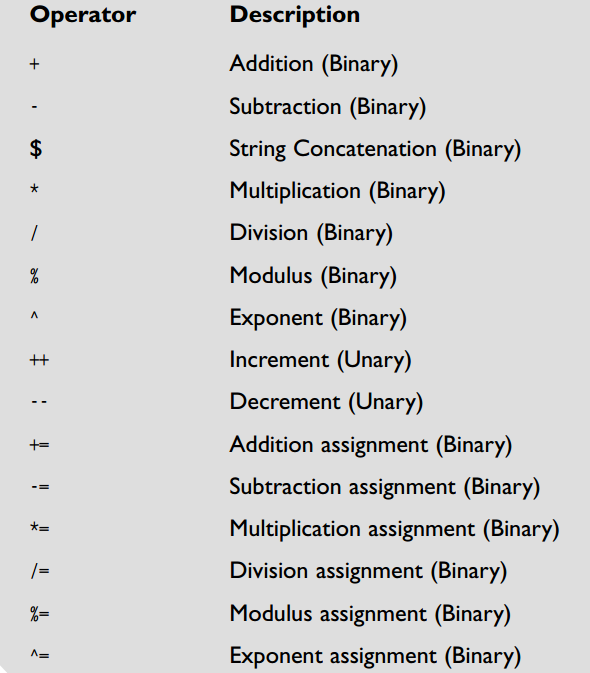 Operator Description
+ Addition (Binary)
- Subtraction (Binary)
$ String Concatenation (Binary)
* Multiplication (Binary)
/ Division (Binary)
% Modulus (Binary)
^ Exponent (Binary)
++ Increment (Unary)
-- Decrement (Unary)
+= Addition assignment (Binary)
-= Subtraction assignment (Binary)
*= Multiplication assignment (Binary)
/= Division assignment (Binary)
%= Modulus assignment (Binary)
^= Exponent assignment (Binary)